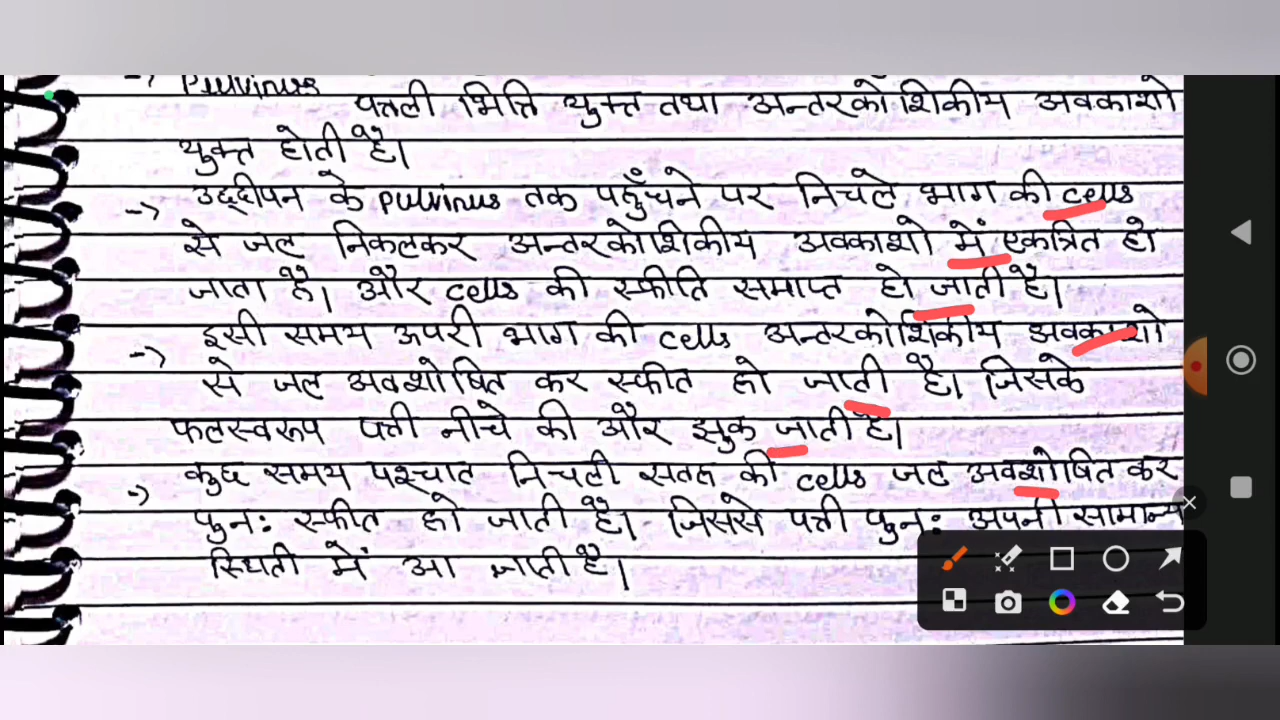 Pulvinus
पतली भित्ति युक्त तथा अन्तरकोशिकीय अवकाशो
युक्त होती है।
-> उद्दीपन के pulvinus तक पहुँचने पर निचले भाग की cells
से जल निकलकर अन्तरकोशिकीय अवकाशो में एकत्रित हो
जाता है। और cells की स्फीति समाप्त हो जाती है।
-> इसी समय ऊपरी भाग की cells अन्तरकोशिकीय अवकाशो
से जल अवशोषित कर स्फीत हो जाती है। जिसके
फलस्वरूप पत्ती नीचे की और झुक जाती है।
-> कुछ समय पश्चात निचली सतह की cells जल अवशोषित कर
पुनः स्फीत हो जाती है। जिससे पत्ती पुनः अपनी सामान्य
स्थिती में आ जाती है।